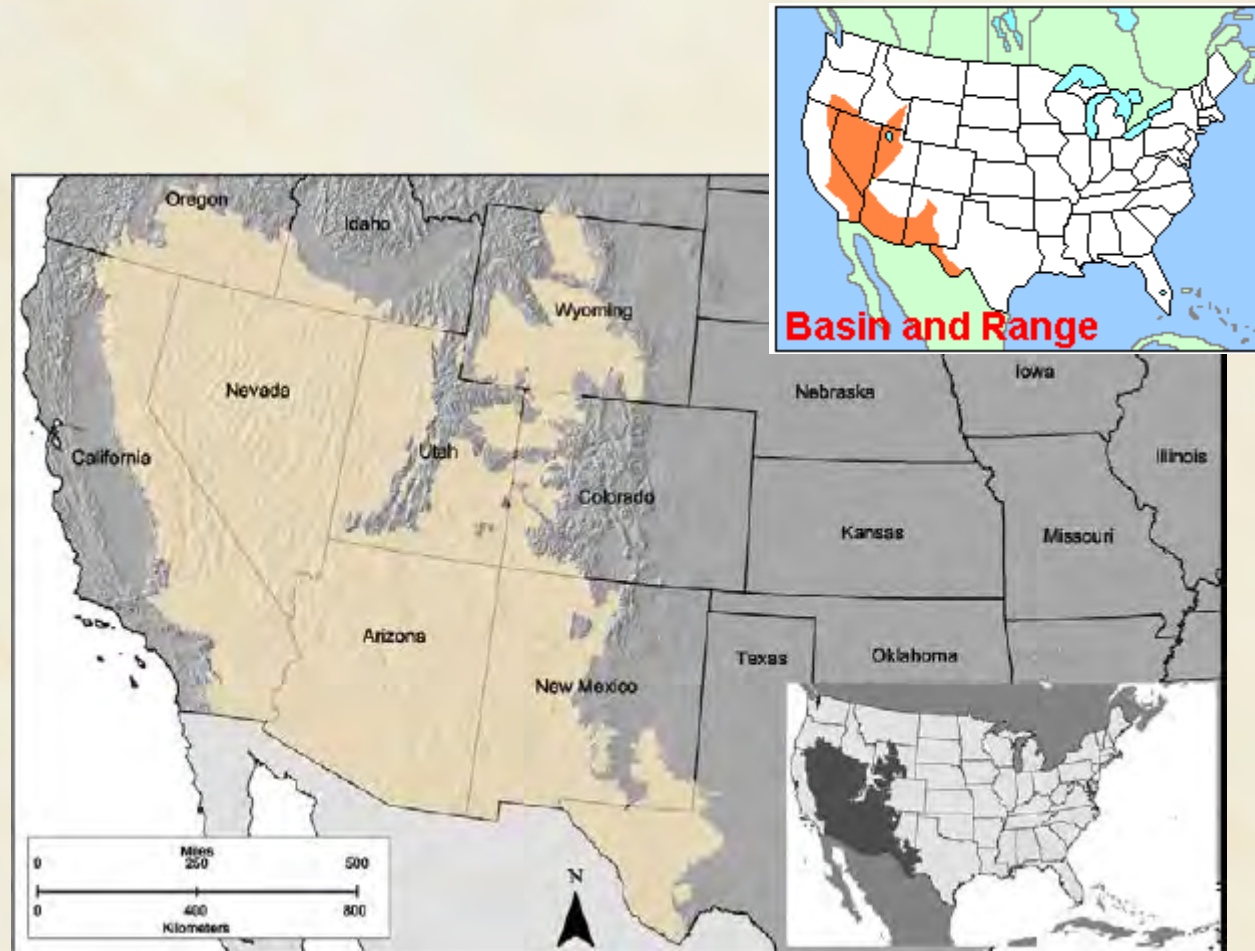 Basin and Range
Oregon
Idaho
Wyoming
Nevada
Nebraska
Iowa
California
Utah
Colorado
Illinois
Kansas
Missouri
Arizona
New Mexico
Texas
Oklahoma
Miles
0 250 500
0 400 800
Kilometers
N